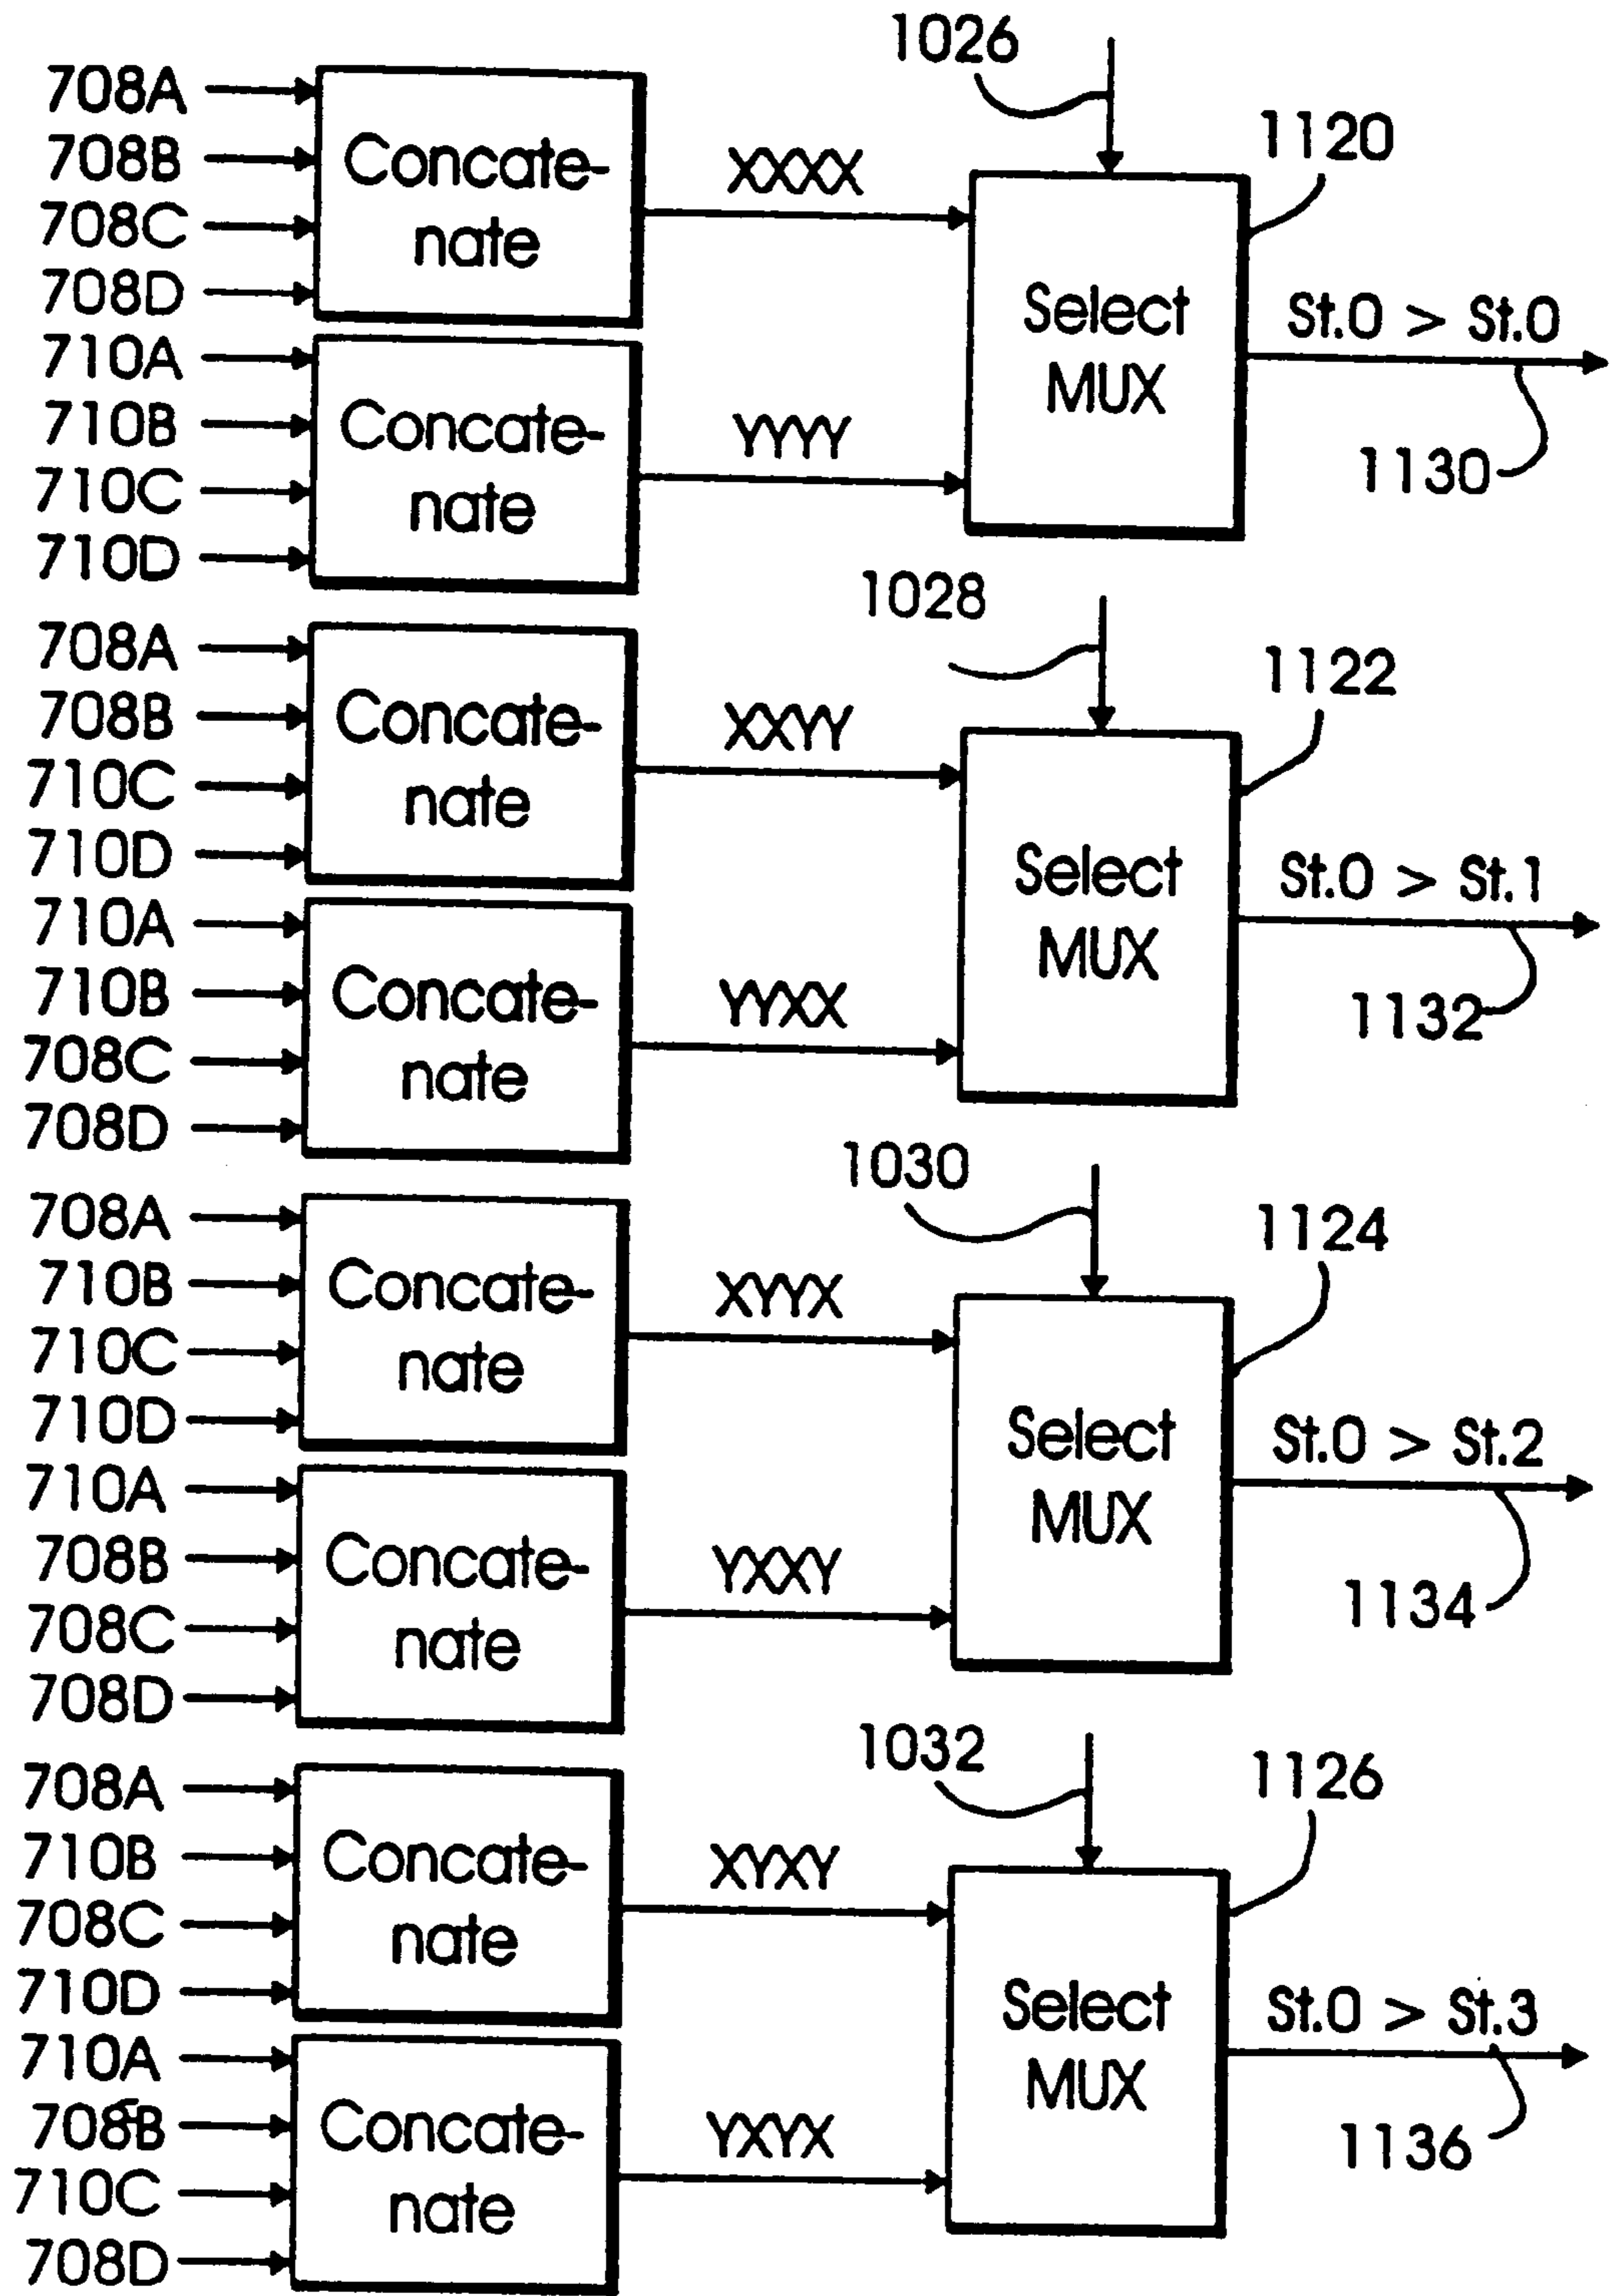 1026
708A
708B
708C
708D
Concate-
nate
XXXX
1120
710A
710B
710C
710D
Concate-
nate
YYYY
Select
MUX
St.0 > St.0
1130
1028
708A
708B
710C
710D
Concate-
nate
XXYY
1122
710A
710B
708C
708D
Concate-
nate
YYXX
Select
MUX
St.0 > St.1
1132
1030
708A
710B
710C
710D
Concate-
nate
XYYX
1124
710A
708B
708C
708D
Concate-
nate
YXXY
Select
MUX
St.0 > St.2
1134
1032
708A
710B
708C
710D
Concate-
nate
XYXY
1126
710A
708B
710C
708D
Concate-
nate
YXYX
Select
MUX
St.0 > St.3
1136